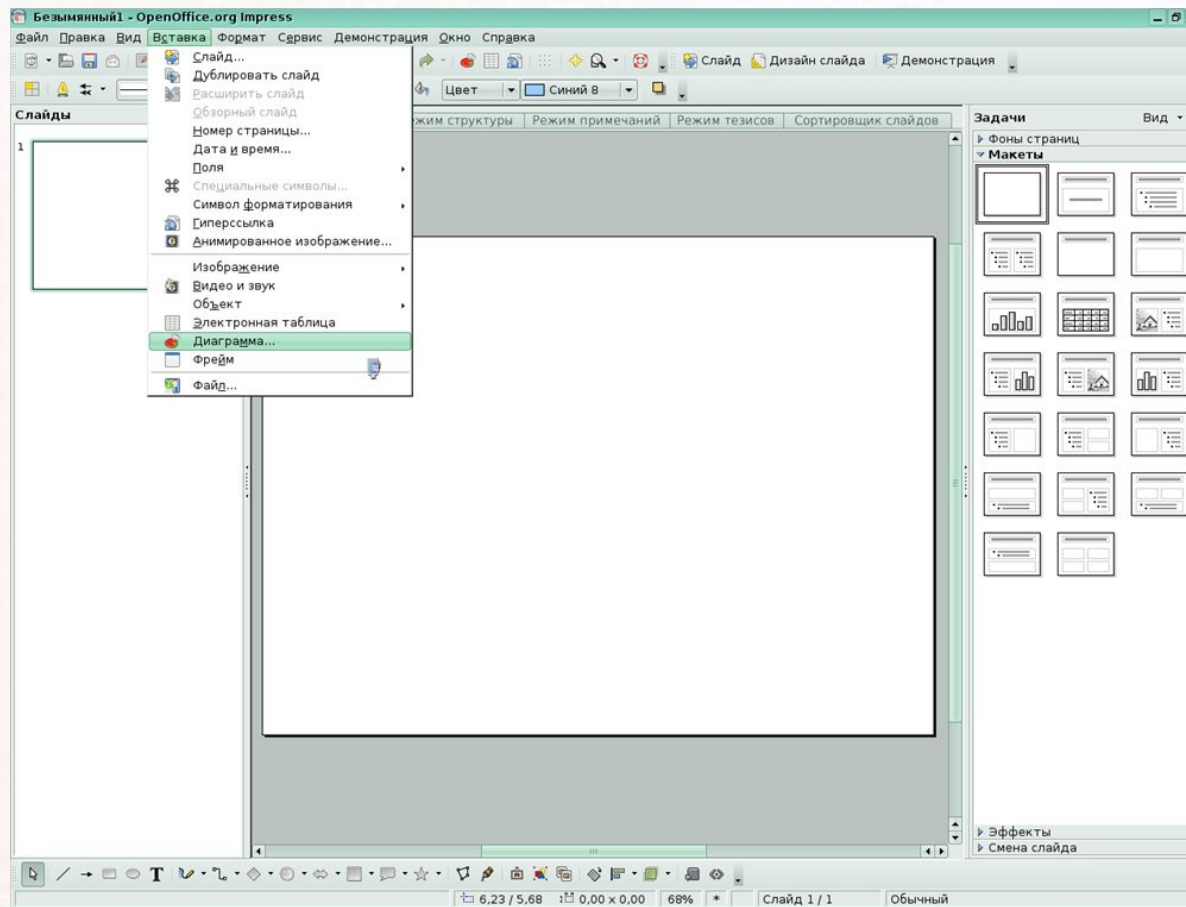 Безымянный1 - OpenOffice.org Impress
Файл Правка Вид Вставка Формат Сервис Демонстрация Окно Справка
Слайд Дизайн слайда Демонстрация
Цвет Синий 8
Слайд...
Дублировать слайд
Расширить слайд
Обзорный слайд
Номер страницы...
Дата и время...
Поля
Специальные символы...
Символ форматирования
Гиперссылка
Анимированное изображение...
Изображение
Видео и звук
Объект
Электронная таблица
Диаграмма...
Фрейм
Файл...
Слайды
1
структуры Режим примечаний Режим тезисов Сортировщик слайдов
Задачи Вид
Фоны страниц
Макеты
Эффекты
Смена слайда
T
6,23 / 5,68 0,00 x 0,00 68% * Слайд 1 / 1 Обычный